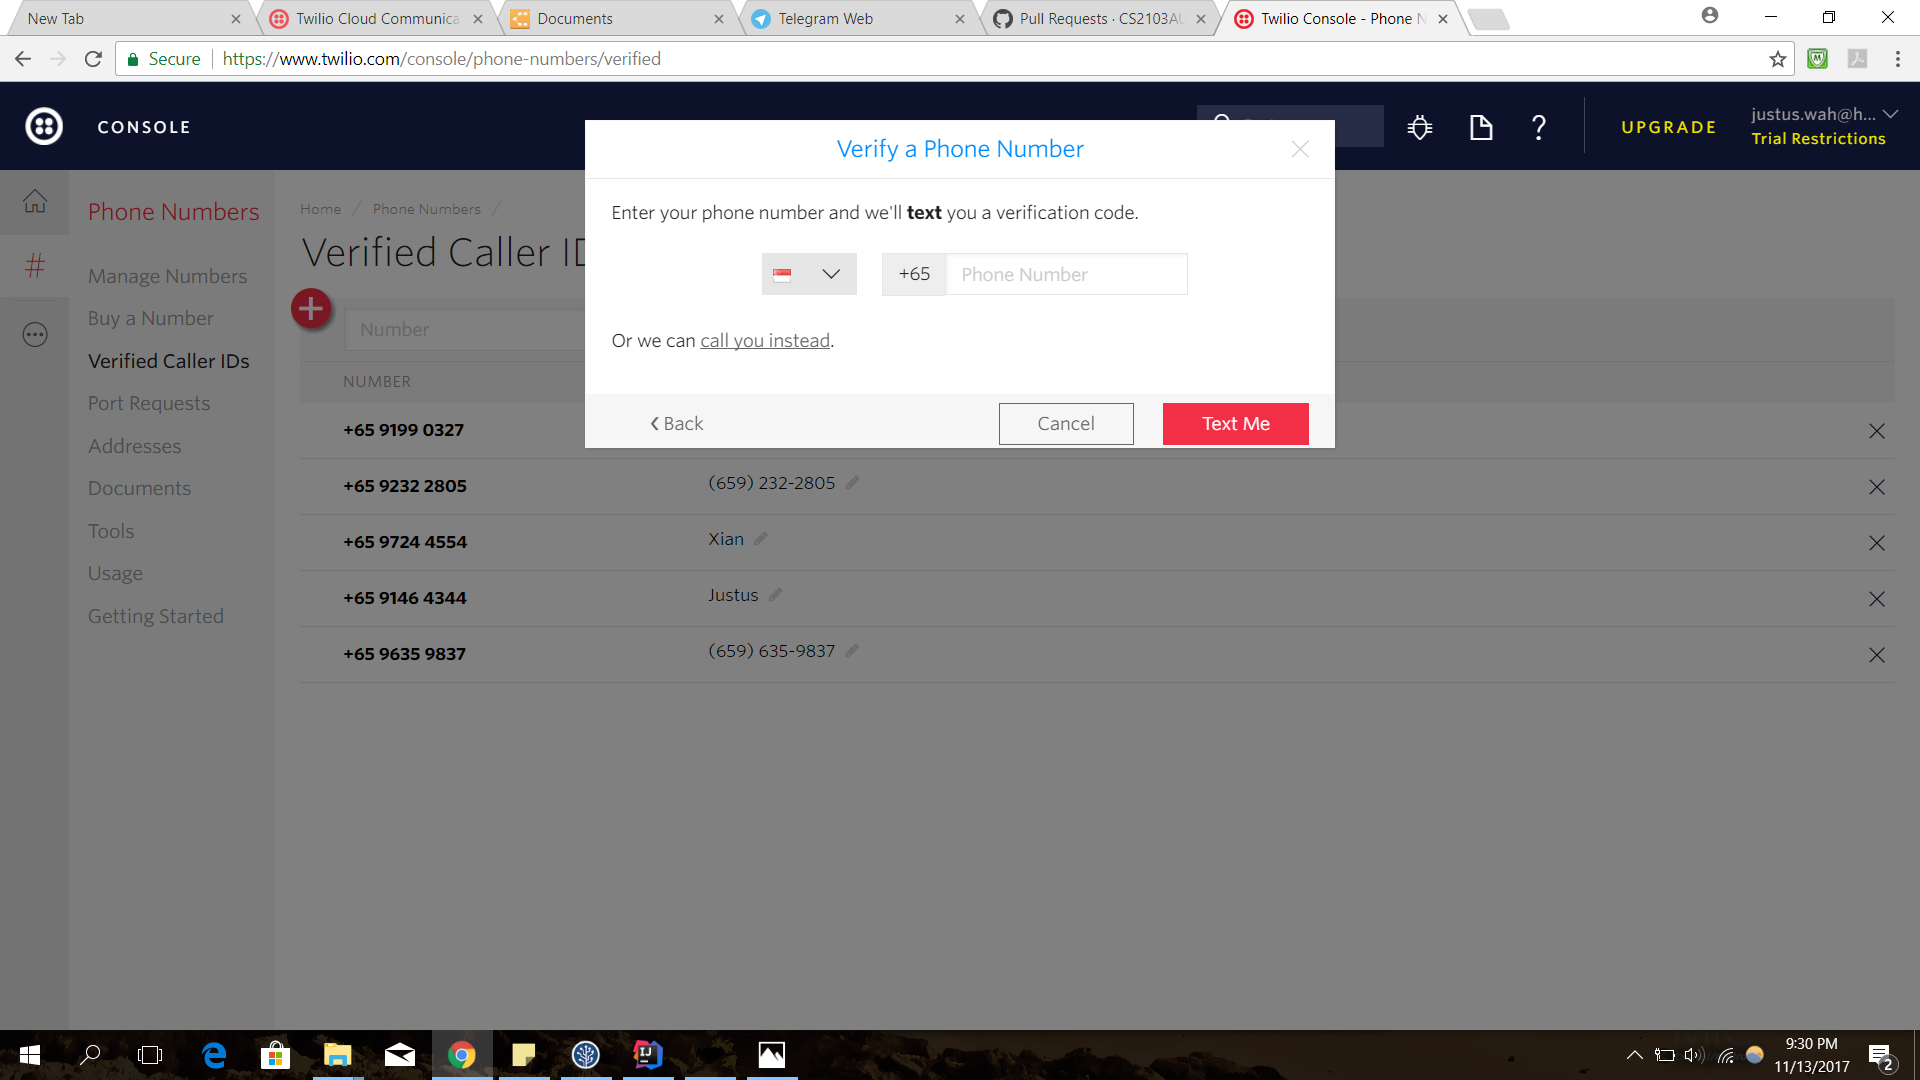 New Tab
Twilio Cloud Communica
Documents
Telegram Web
Pull Requests · CS2103AU
Twilio Console - Phone N
Secure
https://www.twilio.com/console/phone-numbers/verified
CONSOLE
UPGRADE
justus.wah@h...
Trial Restrictions
Verify a Phone Number
Enter your phone number and we'll text you a verification code.
+65
Phone Number
Or we can call you instead.
Back
Cancel
Text Me
Phone Numbers
Manage Numbers
Buy a Number
Verified Caller IDs
Port Requests
Addresses
Documents
Tools
Usage
Getting Started
Home / Phone Numbers /
Verified Caller ID
Number
NUMBER
+65 9199 0327
+65 9232 2805 (659) 232-2805
+65 9724 4554 Xian
+65 9146 4344 Justus
+65 9635 9837 (659) 635-9837
9:30 PM
11/13/2017
2